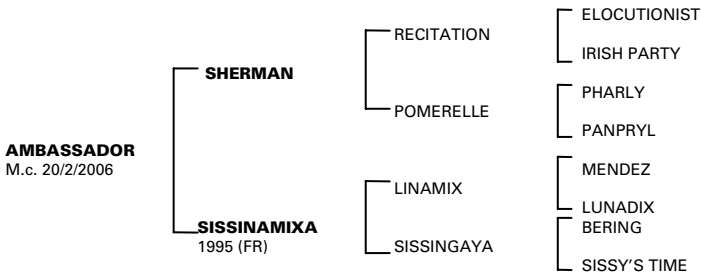 ELOCUTIONIST
RECITATION
IRISH PARTY
SHERMAN
PHARLY
POMERELLE
PANPRYL
AMBASSADOR
M.c. 20/2/2006
MENDEZ
LINAMIX
LUNADIX
SISSINAMIXA
BERING
1995 (FR)
SISSINGAYA
SISSY'S TIME